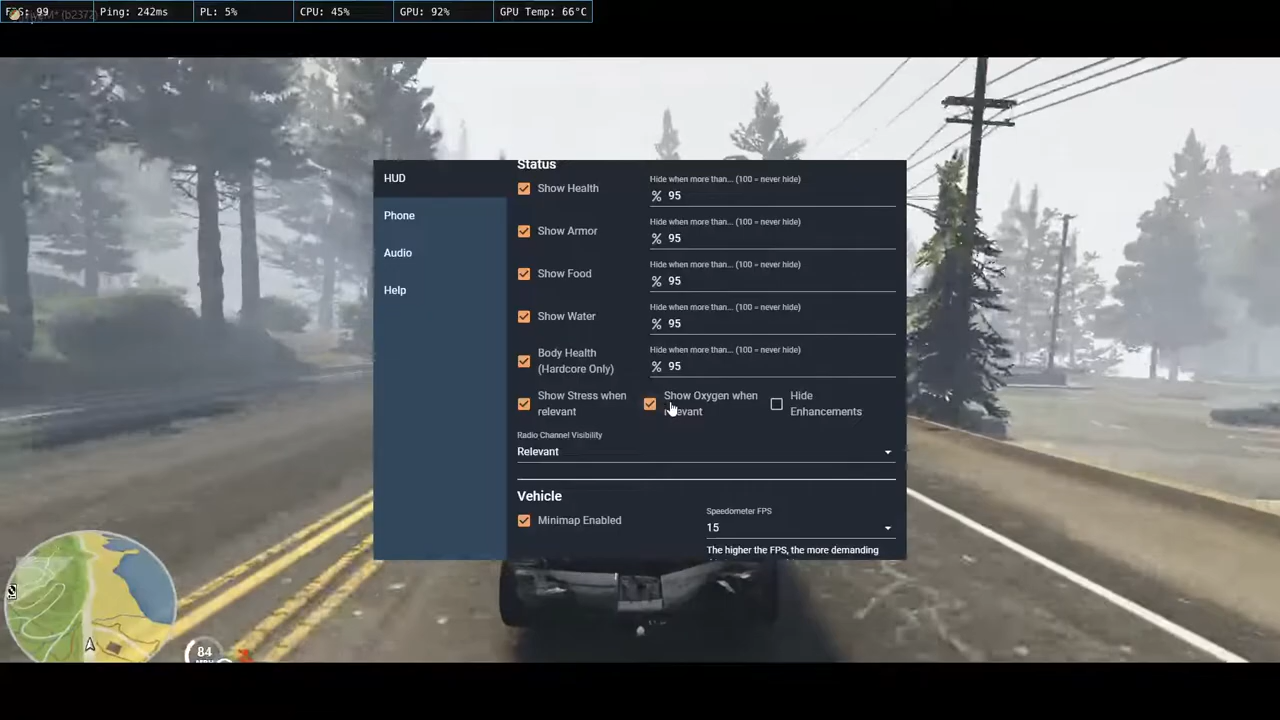 FPS: 99 Ping: 242ms PL: 5% CPU: 45% GPU: 92% GPU Temp: 66°C
(b2372)
HUD
Phone
Audio
Help
Status
Show Health
Hide when more than... (100 = never hide)
% 95
Show Armor
Hide when more than... (100 = never hide)
% 95
Show Food
Hide when more than... (100 = never hide)
% 95
Show Water
Hide when more than... (100 = never hide)
% 95
Body Health
(Hardcore Only)
Hide when more than... (100 = never hide)
% 95
Show Stress when
relevant
Show Oxygen when
relevant
Hide
Enhancements
Radio Channel Visibility
Relevant
Vehicle
Minimap Enabled
Speedometer FPS
15
The higher the FPS, the more demanding
84
MPH